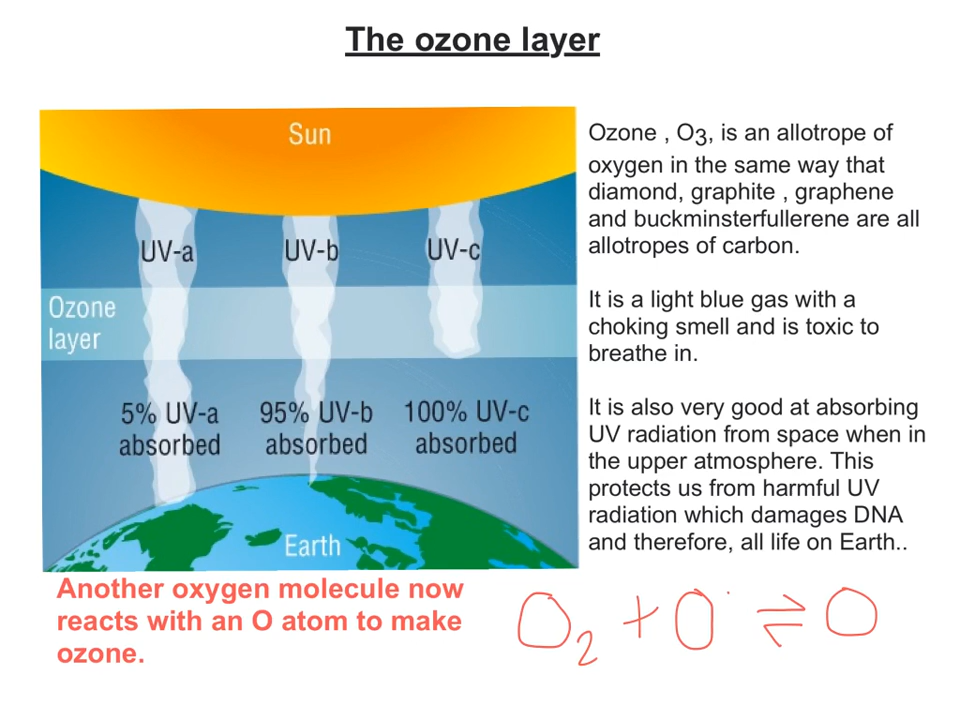 The ozone layer
Sun
UV-a UV-b UV-c
Ozone
layer
5% UV-a 95% UV-b 100% UV-c
absorbed absorbed absorbed
Earth
Ozone , O3, is an allotrope of
oxygen in the same way that
diamond, graphite , graphene
and buckminsterfullerene are all
allotropes of carbon.
It is a light blue gas with a
choking smell and is toxic to
breathe in.
It is also very good at absorbing
UV radiation from space when in
the upper atmosphere. This
protects us from harmful UV
radiation which damages DNA
and therefore, all life on Earth..
Another oxygen molecule now
reacts with an O atom to make
ozone.
O₂ + O˙ ⇌ O